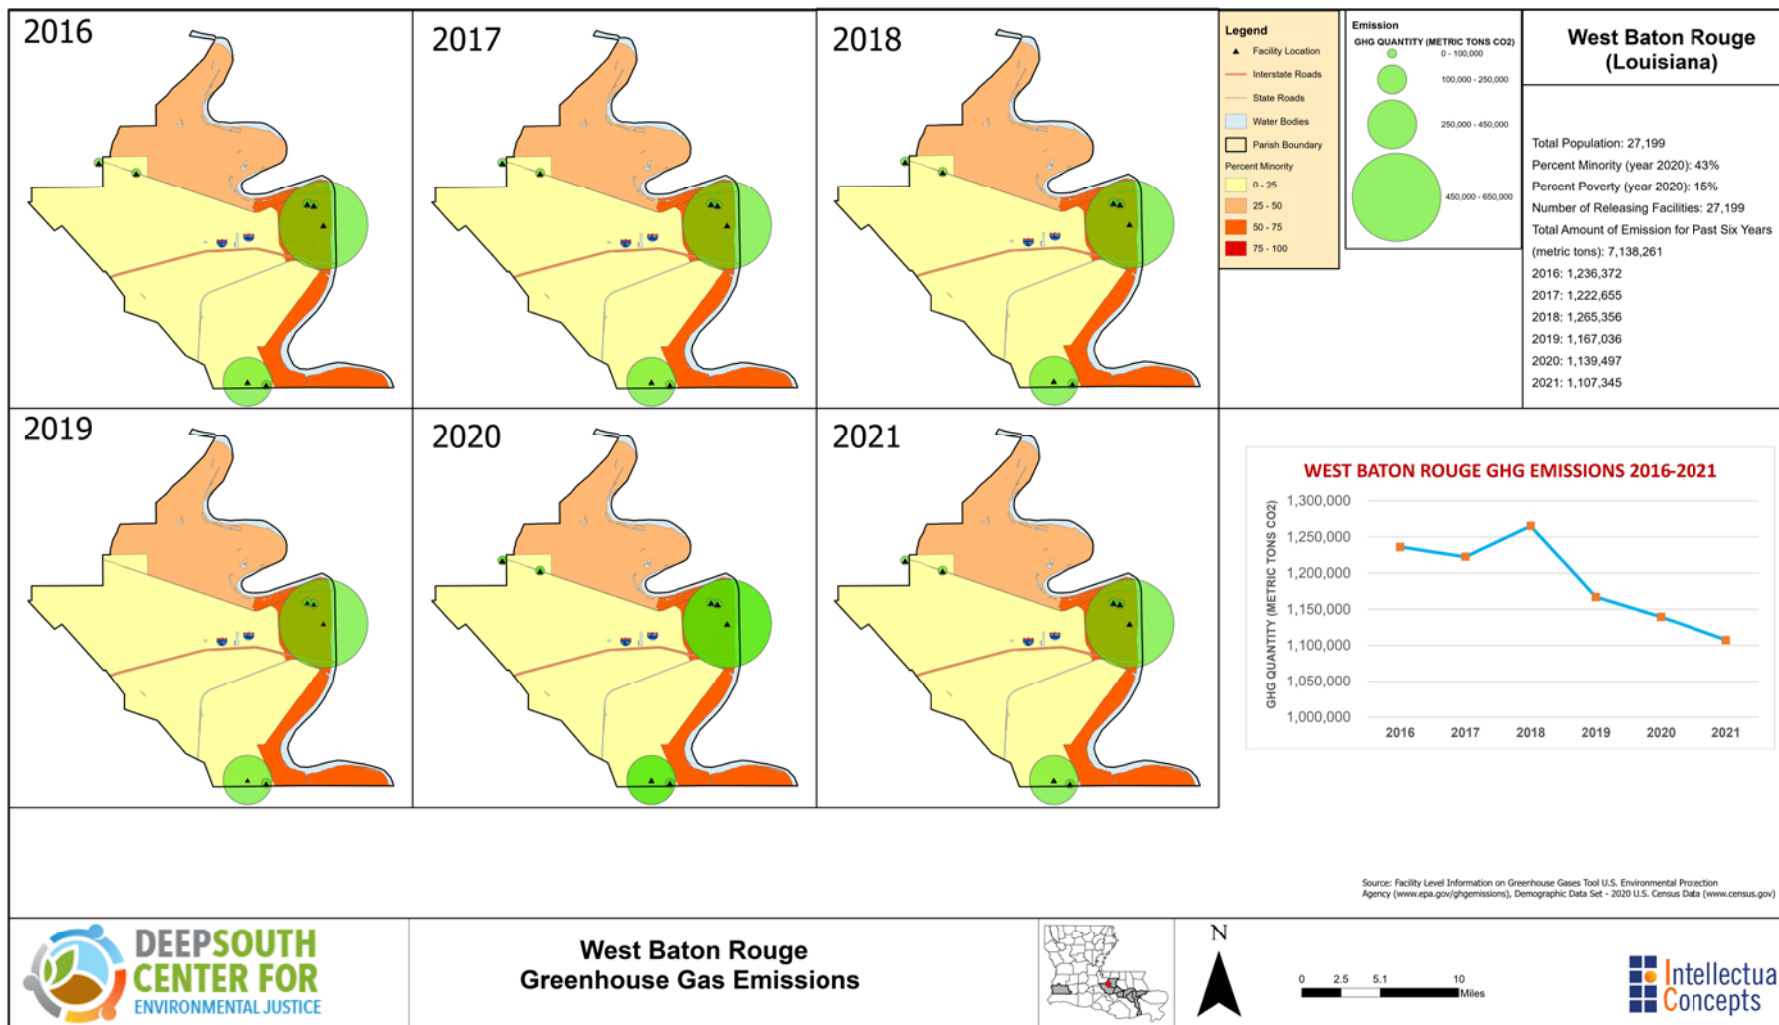 2016
2017
2018
Legend
Facility Location
Interstate Roads
State Roads
Water Bodies
Parish Boundary
Percent Minority
0 - 25
25 - 50
50 - 75
75 - 100
Emission
GHG QUANTITY (METRIC TONS CO2)
0 - 100,000
100,000 - 250,000
250,000 - 450,000
450,000 - 650,000
West Baton Rouge
(Louisiana)
Total Population: 27,199
Percent Minority (year 2020): 43%
Percent Poverty (year 2020): 16%
Number of Releasing Facilities: 27,199
Total Amount of Emission for Past Six Years
(metric tons): 7,138,261
2016: 1,236,372
2017: 1,222,655
2018: 1,265,356
2019: 1,167,036
2020: 1,139,497
2021: 1,107,345
2019
2020
2021
WEST BATON ROUGE GHG EMISSIONS 2016-2021
GHG QUANTITY (METRIC TONS CO2)
1,300,000
1,250,000
1,200,000
1,150,000
1,100,000
1,050,000
1,000,000
2016 2017 2018 2019 2020 2021
Source: Facility Level Information on Greenhouse Gases Tool U.S. Environmental Protection
Agency (www.epa.gov/ghgemissions), Demographic Data Set - 2020 U.S. Census Data (www.census.gov)
DEEPSOUTH
CENTER FOR
ENVIRONMENTAL JUSTICE
West Baton Rouge
Greenhouse Gas Emissions
N
0 2.5 5.1 10
Miles
Intellectua
Concepts